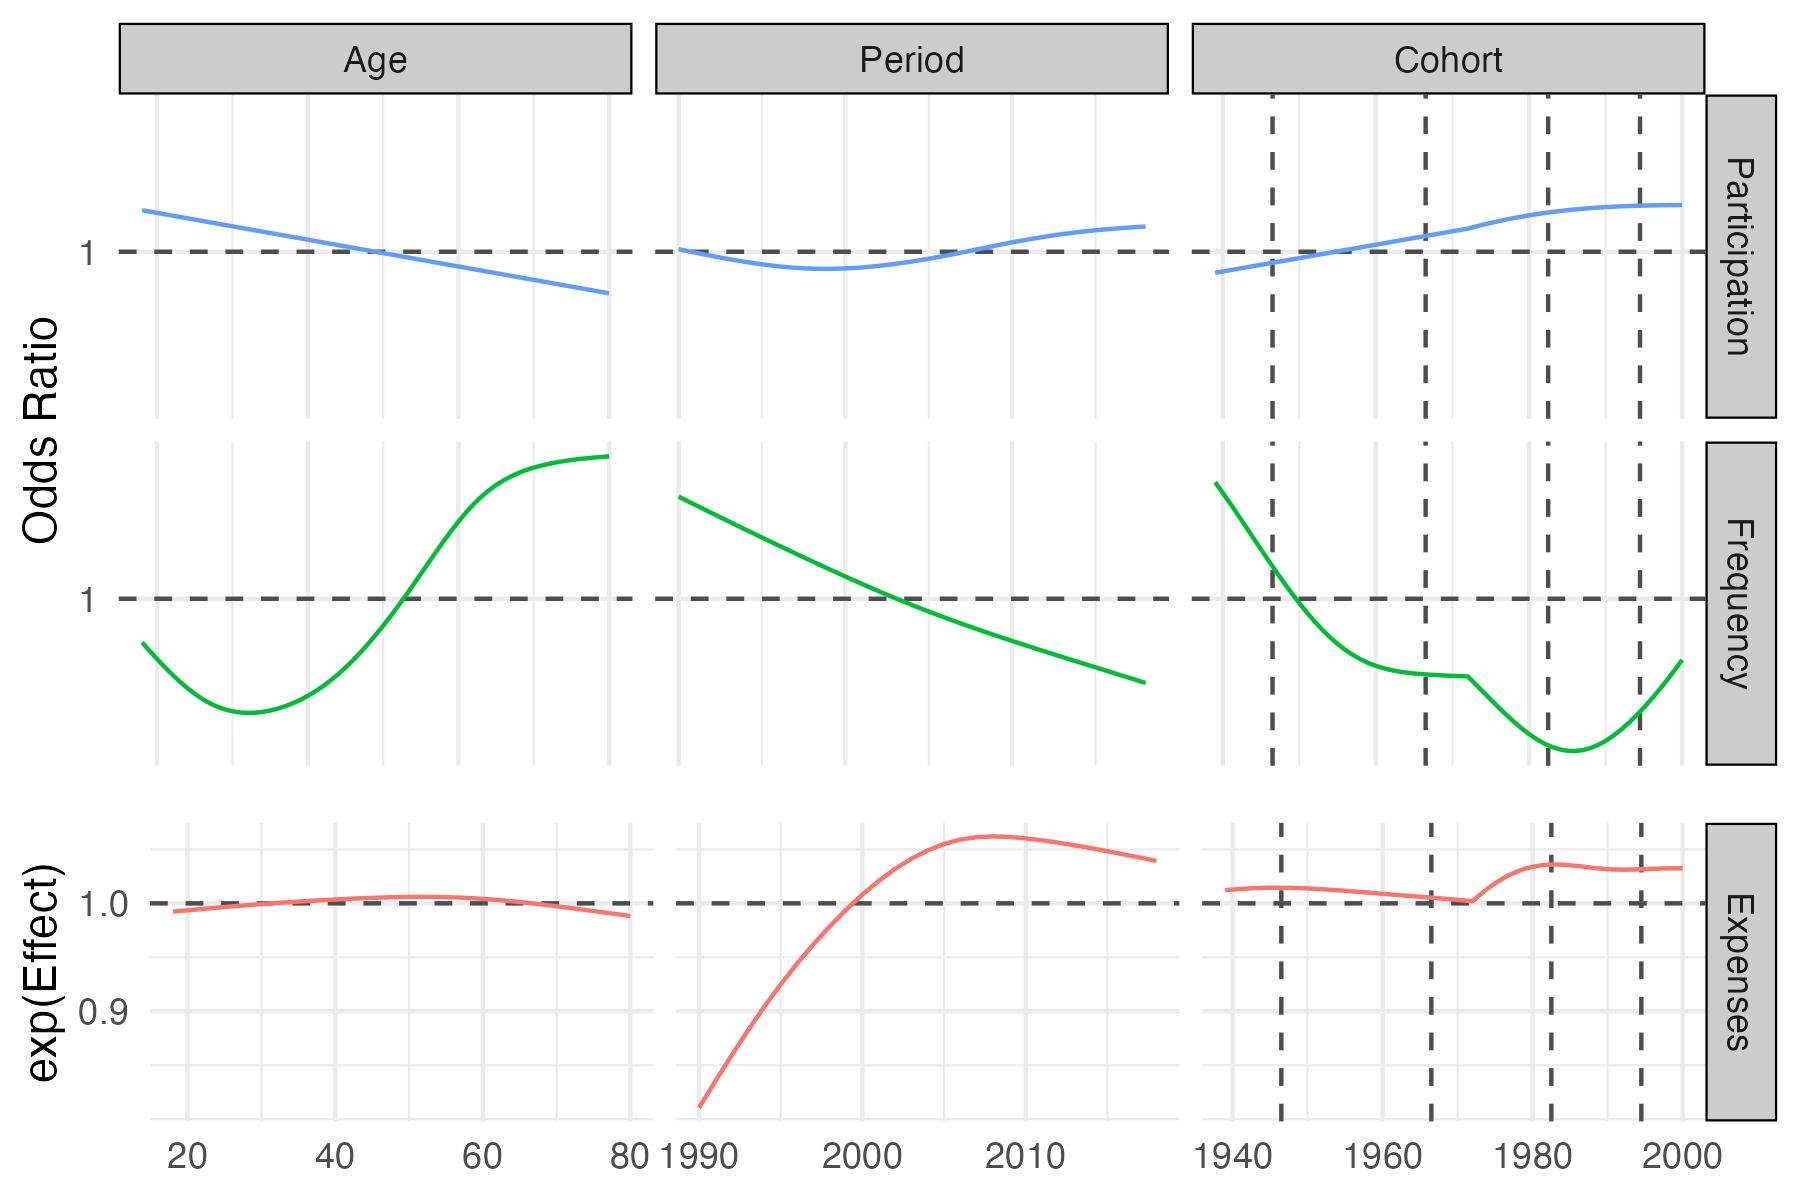 Age
Period
Cohort
Odds Ratio
1
Participation
1
Frequency
exp(Effect)
1.0
0.9
Expenses
20 40 60 80 1990 2000 2010 1940 1960 1980 2000